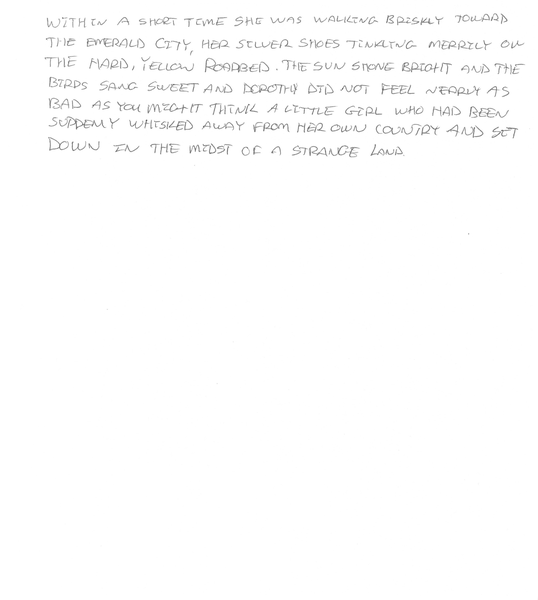 WITHIN A SHORT TIME SHE WAS WALKING BRISKLY TOWARD
THE EMERALD CITY, HER SILVER SHOES TINKLING MERRILY ON
THE HARD, YELLOW ROADBED. THE SUN SHONE BRIGHT AND THE
BIRDS SANG SWEET AND DOROTHY DID NOT FEEL NEARLY AS
BAD AS YOU MIGHT THINK A LITTLE GIRL WHO HAD BEEN
SUDDENLY WHISKED AWAY FROM HER OWN COUNTRY AND SET
DOWN IN THE MIDST OF A STRANGE LAND.